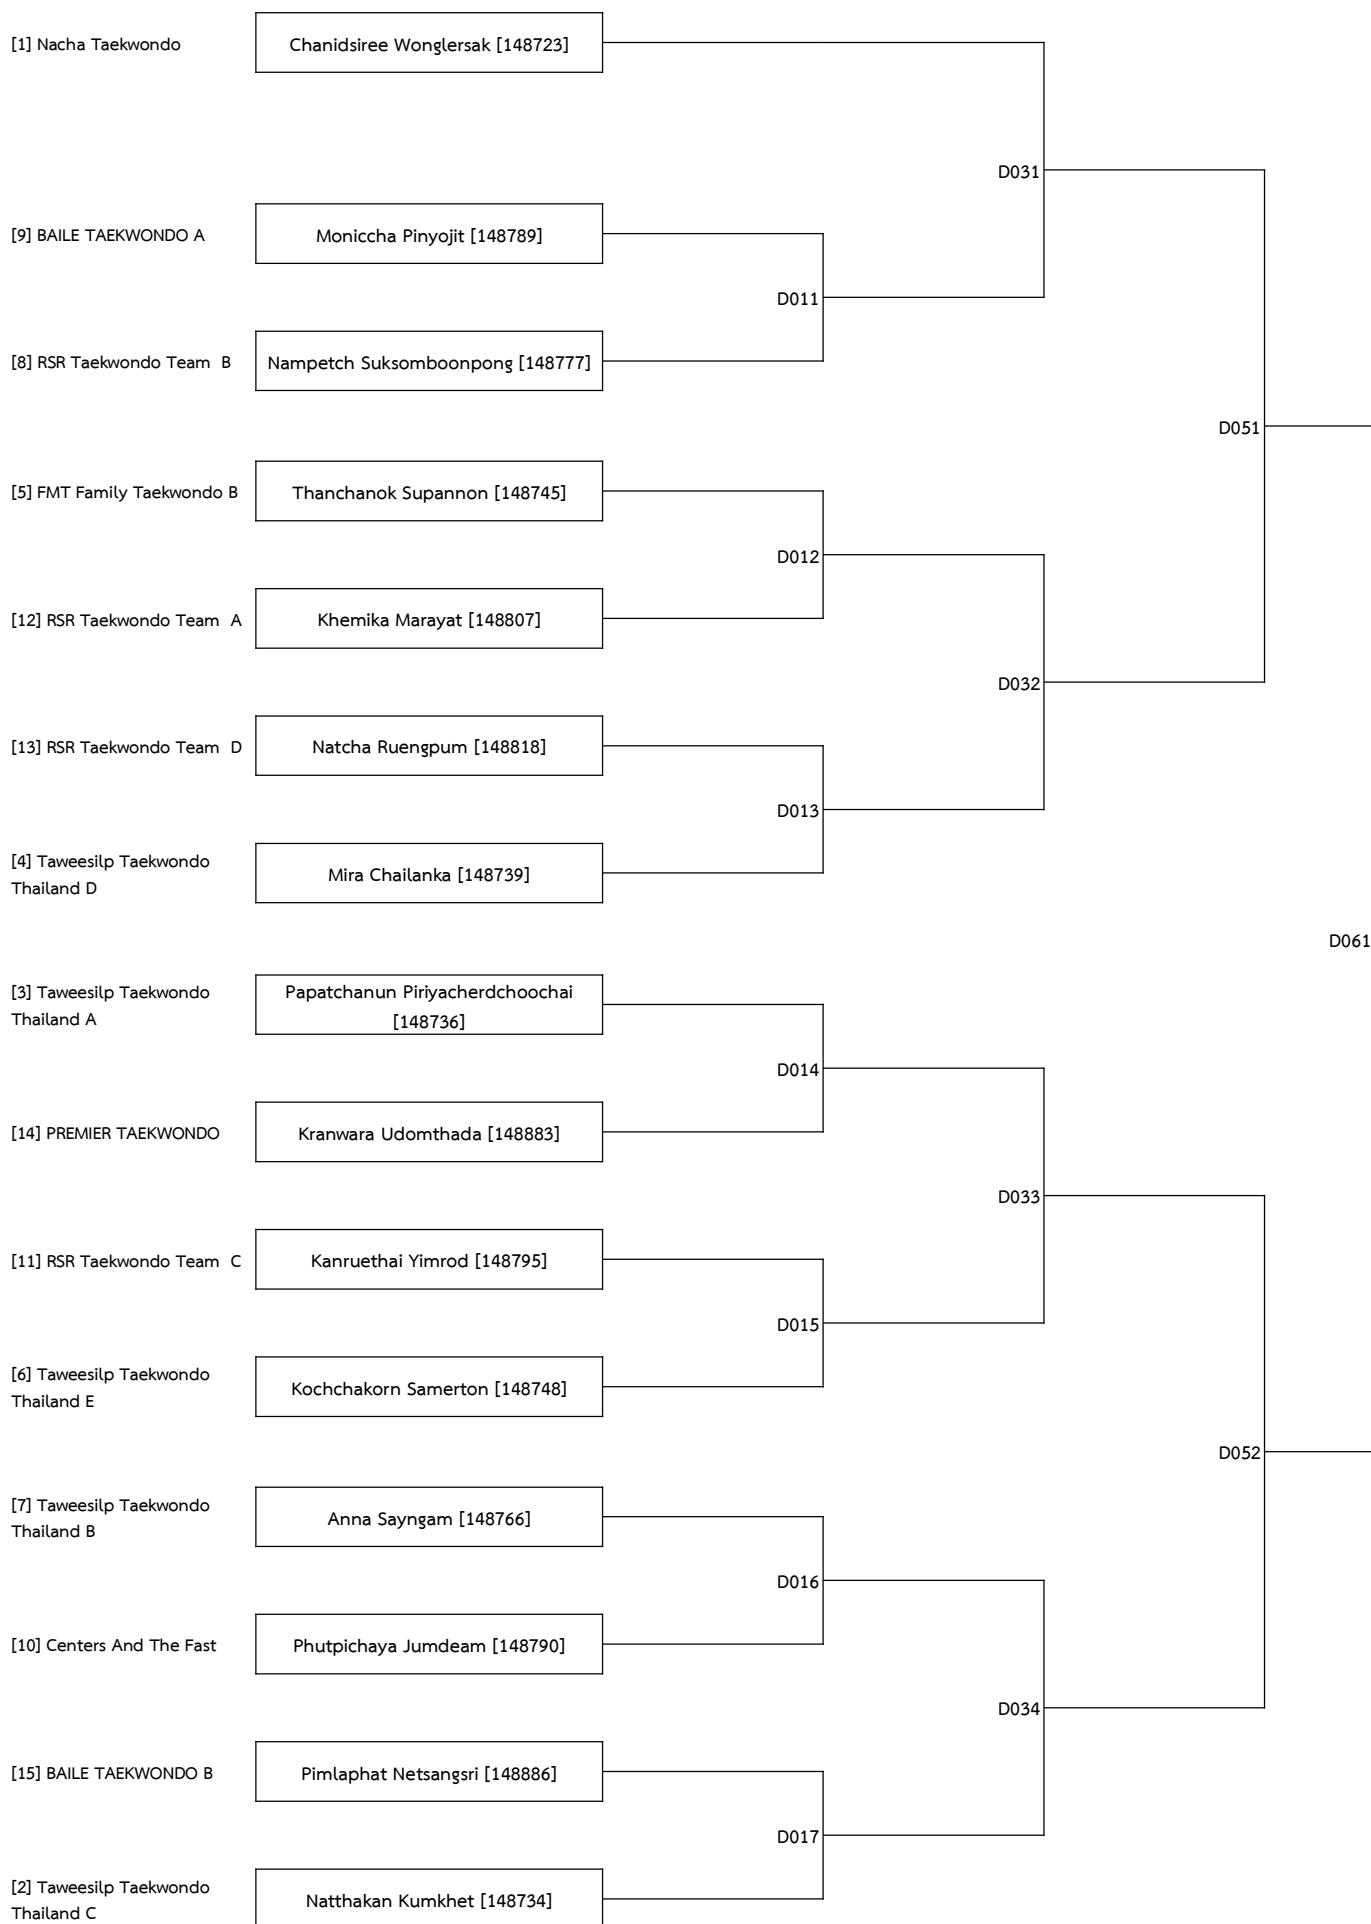 [1] Nacha Taekwondo
Chanidsiree Wonglersak [148723]
D031
[9] BAILE TAEKWONDO A
Moniccha Pinyojit [148789]
D011
[8] RSR Taekwondo Team  B
Nampetch Suksomboonpong [148777]
D051
[5] FMT Family Taekwondo B
Thanchanok Supannon [148745]
D012
[12] RSR Taekwondo Team  A
Khemika Marayat [148807]
D032
[13] RSR Taekwondo Team  D
Natcha Ruengpum [148818]
D013
[4] Taweesilp Taekwondo
Thailand D
Mira Chailanka [148739]
D061
[3] Taweesilp Taekwondo
Thailand A
Papatchanun Piriyacherdchoochai
[148736]
D014
[14] PREMIER TAEKWONDO
Kranwara Udomthada [148883]
D033
[11] RSR Taekwondo Team  C
Kanruethai Yimrod [148795]
D015
[6] Taweesilp Taekwondo
Thailand E
Kochchakorn Samerton [148748]
D052
[7] Taweesilp Taekwondo
Thailand B
Anna Sayngam [148766]
D016
[10] Centers And The Fast
Phutpichaya Jumdeam [148790]
D034
[15] BAILE TAEKWONDO B
Pimlaphat Netsangsri [148886]
D017
[2] Taweesilp Taekwondo
Thailand C
Natthakan Kumkhet [148734]